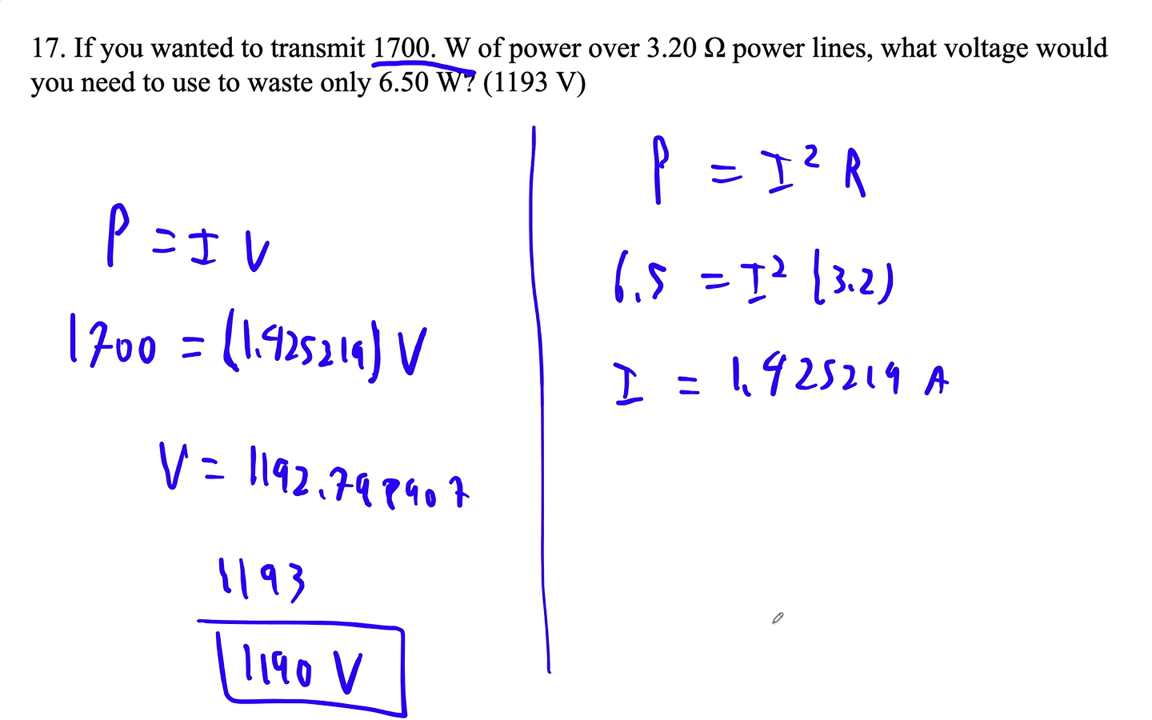 17. If you wanted to transmit 1700. W of power over 3.20 Ω power lines, what voltage would
you need to use to waste only 6.50 W? (1193 V)
P = I V
1700 = (1.425219) V
V = 1192.798907
1193
1190 V
P = I² R
6.5 = I² (3.2)
I = 1.425219 A